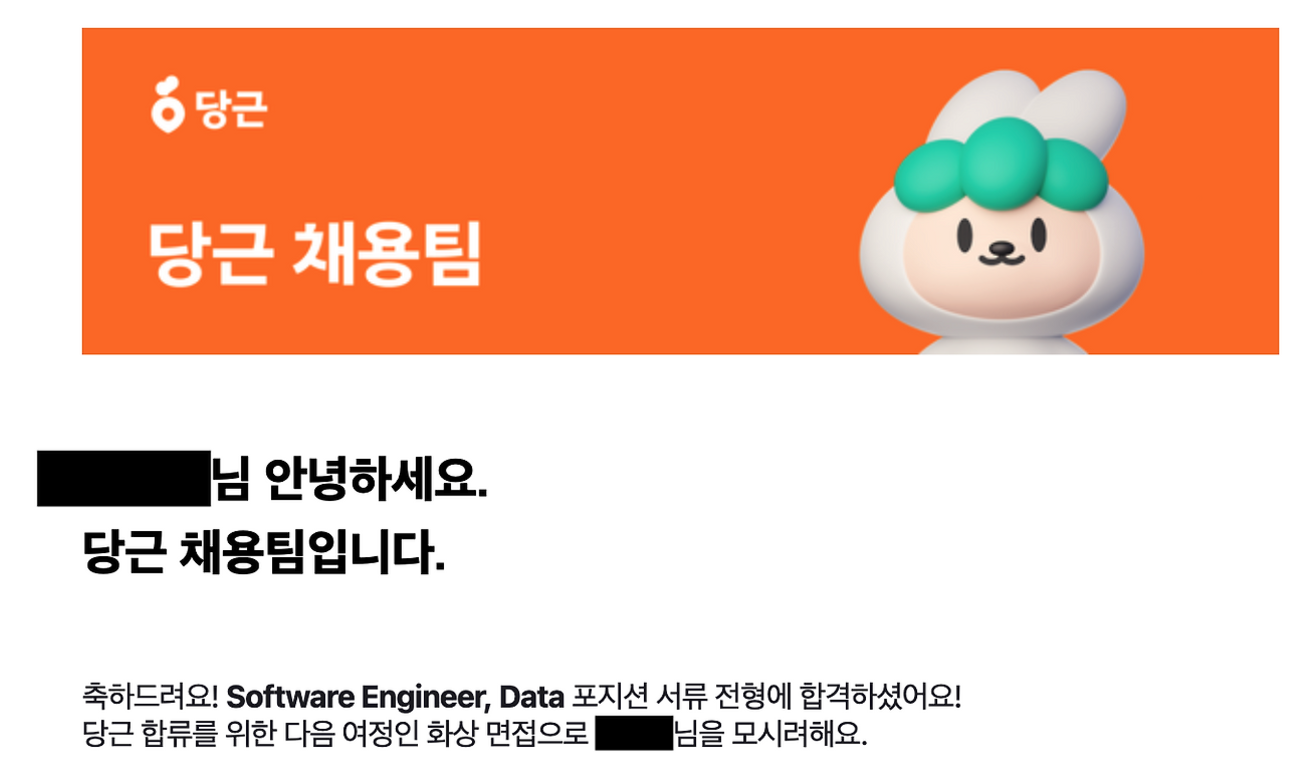 당근
당근 채용팀
님 안녕하세요.
당근 채용팀입니다.
축하드려요! Software Engineer, Data 포지션 서류 전형에 합격하셨어요!
당근 합류를 위한 다음 여정인 화상 면접으로 님을 모시려해요.